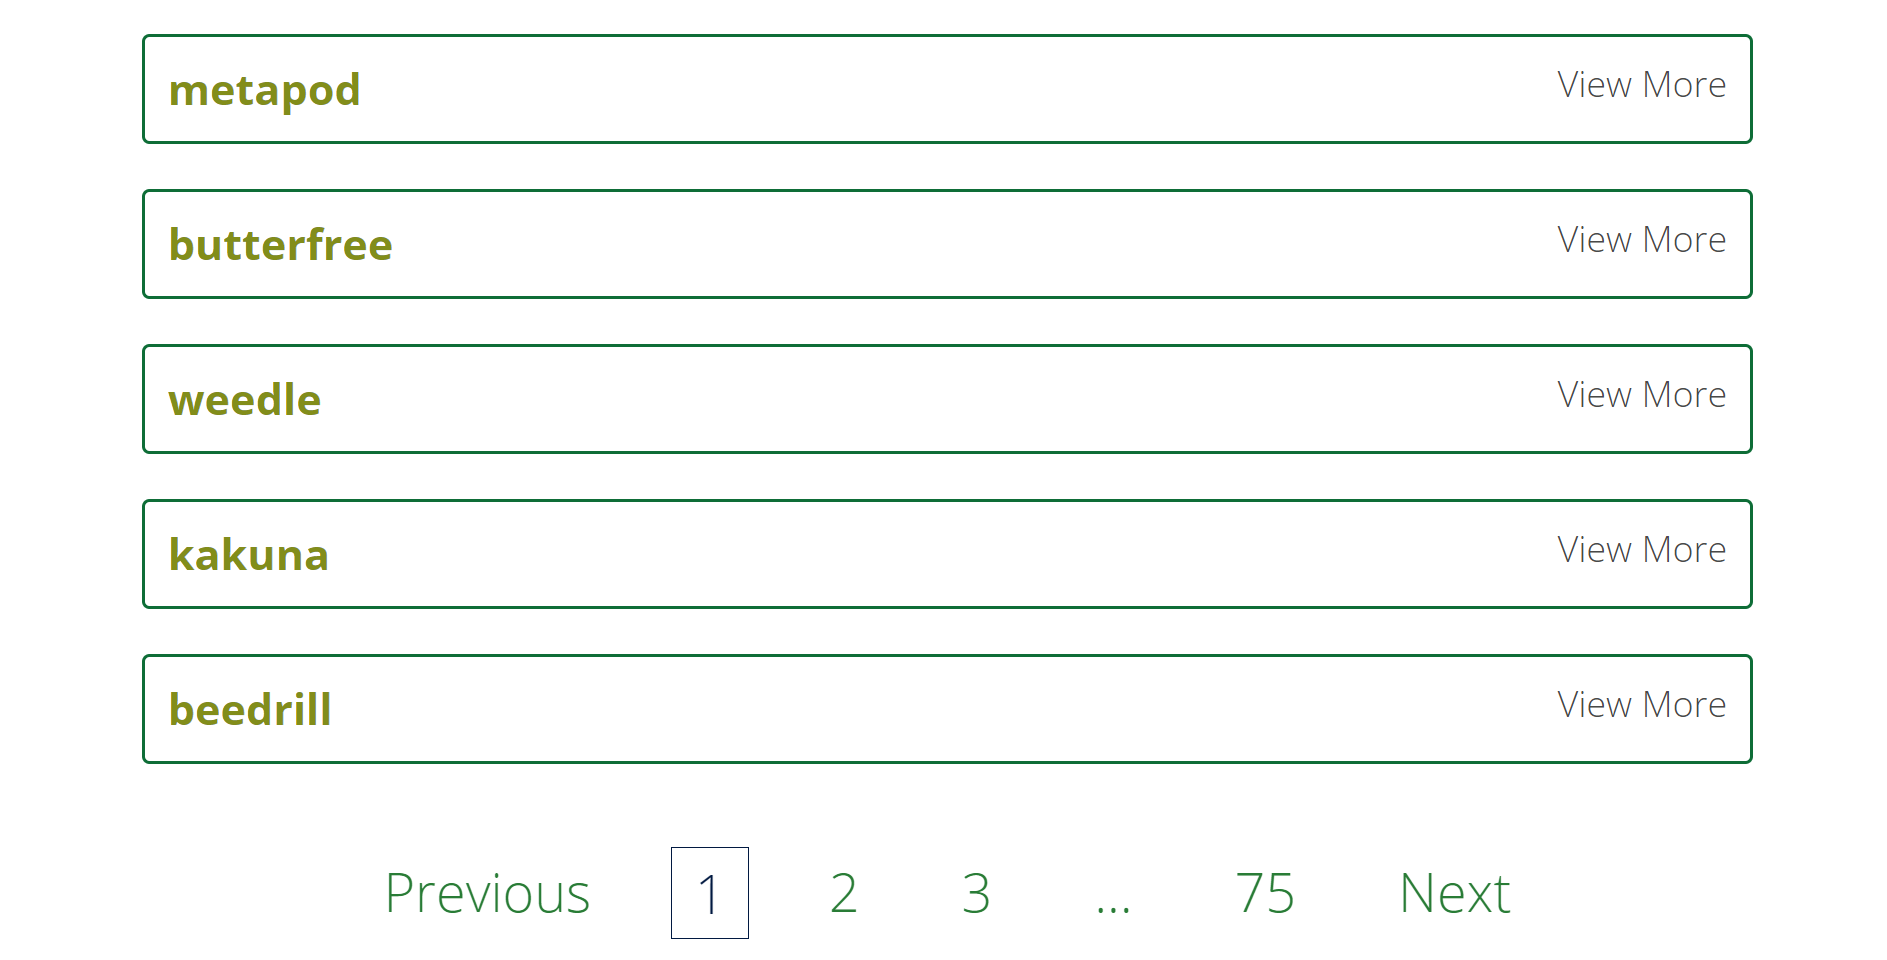 metapod View More
butterfree View More
weedle View More
kakuna View More
beedrill View More
Previous 1 2 3 ... 75 Next